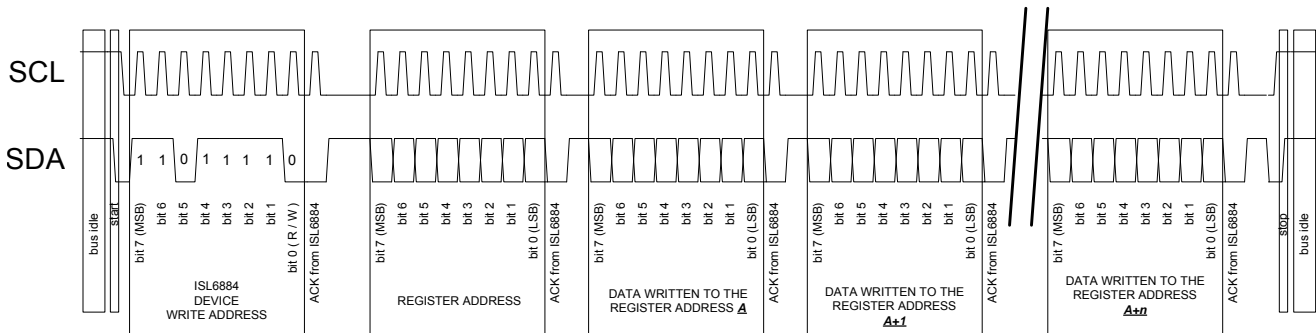 SCL
SDA
1 1 0 1 1 1 1 0
bus idle
start
bit 7 (MSB)
bit 6
bit 5
bit 4
bit 3
bit 2
bit 1
bit 0 ( R / W )
ACK from ISL6884
bit 7 (MSB)
bit 6
bit 5
bit 4
bit 3
bit 2
bit 1
bit 0 (LSB)
ACK from ISL6884
bit 7 (MSB)
bit 6
bit 5
bit 4
bit 3
bit 2
bit 1
bit 0 (LSB)
ACK from ISL6884
bit 7 (MSB)
bit 6
bit 5
bit 4
bit 3
bit 2
bit 1
bit 0 (LSB)
ACK from ISL6884
bit 7 (MSB)
bit 6
bit 5
bit 4
bit 3
bit 2
bit 1
bit 0 (LSB)
ACK from ISL6884
stop
bus idle
ISL6884
DEVICE
WRITE ADDRESS
REGISTER ADDRESS
DATA WRITTEN TO THE
REGISTER ADDRESS A
DATA WRITTEN TO THE
REGISTER ADDRESS
A+1
DATA WRITTEN TO THE
REGISTER ADDRESS
A+n